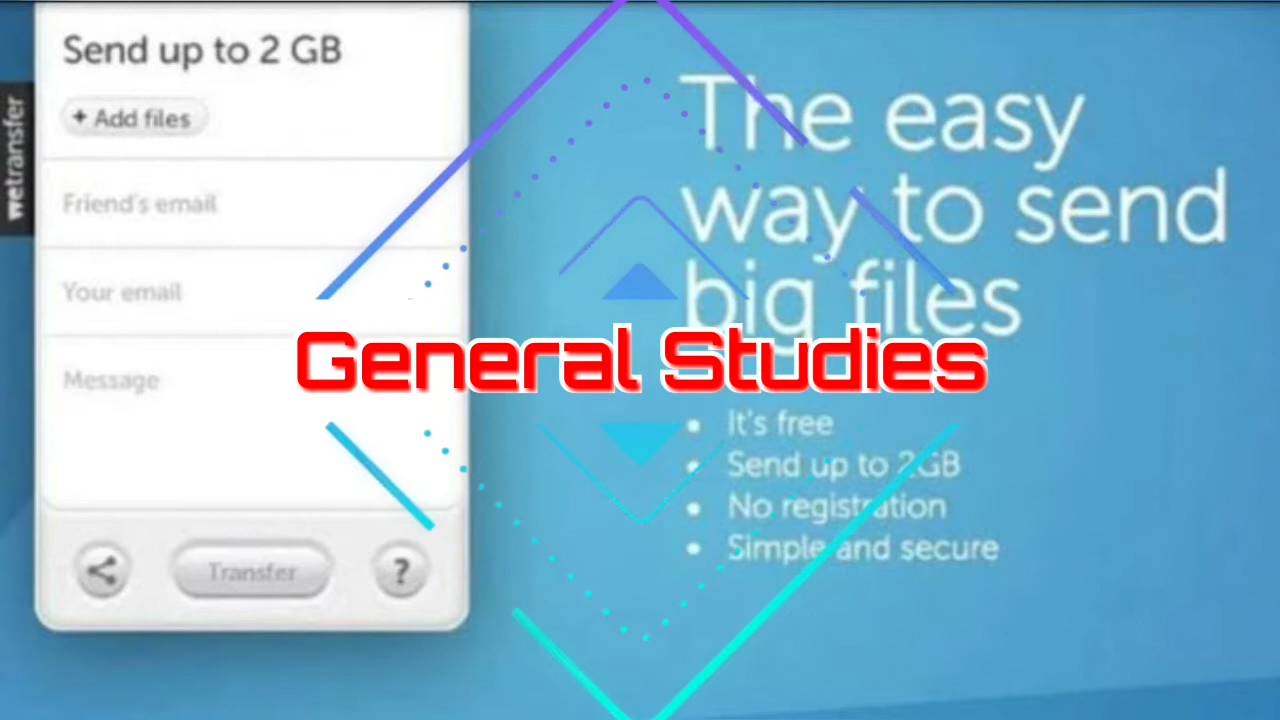 Send up to 2 GB
+ Add files
wetransfer
Friend's email
Your email
Message
Transfer
?
The easy
way to send
big files
General Studies
It's free
Send up to 2GB
No registration
Simple and secure